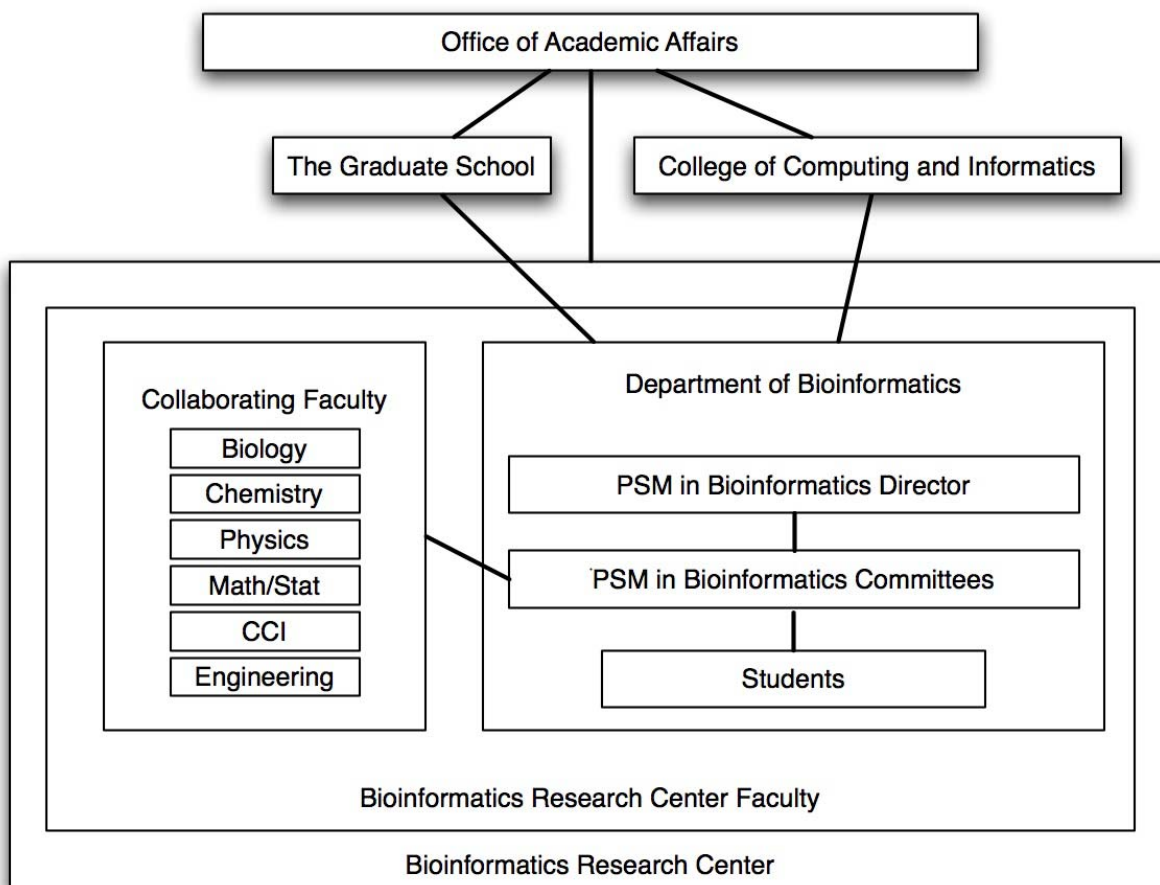 Office of Academic Affairs
The Graduate School
College of Computing and Informatics
Collaborating Faculty
Biology
Chemistry
Physics
Math/Stat
CCI
Engineering
Department of Bioinformatics
PSM in Bioinformatics Director
PSM in Bioinformatics Committees
Students
Bioinformatics Research Center Faculty
Bioinformatics Research Center